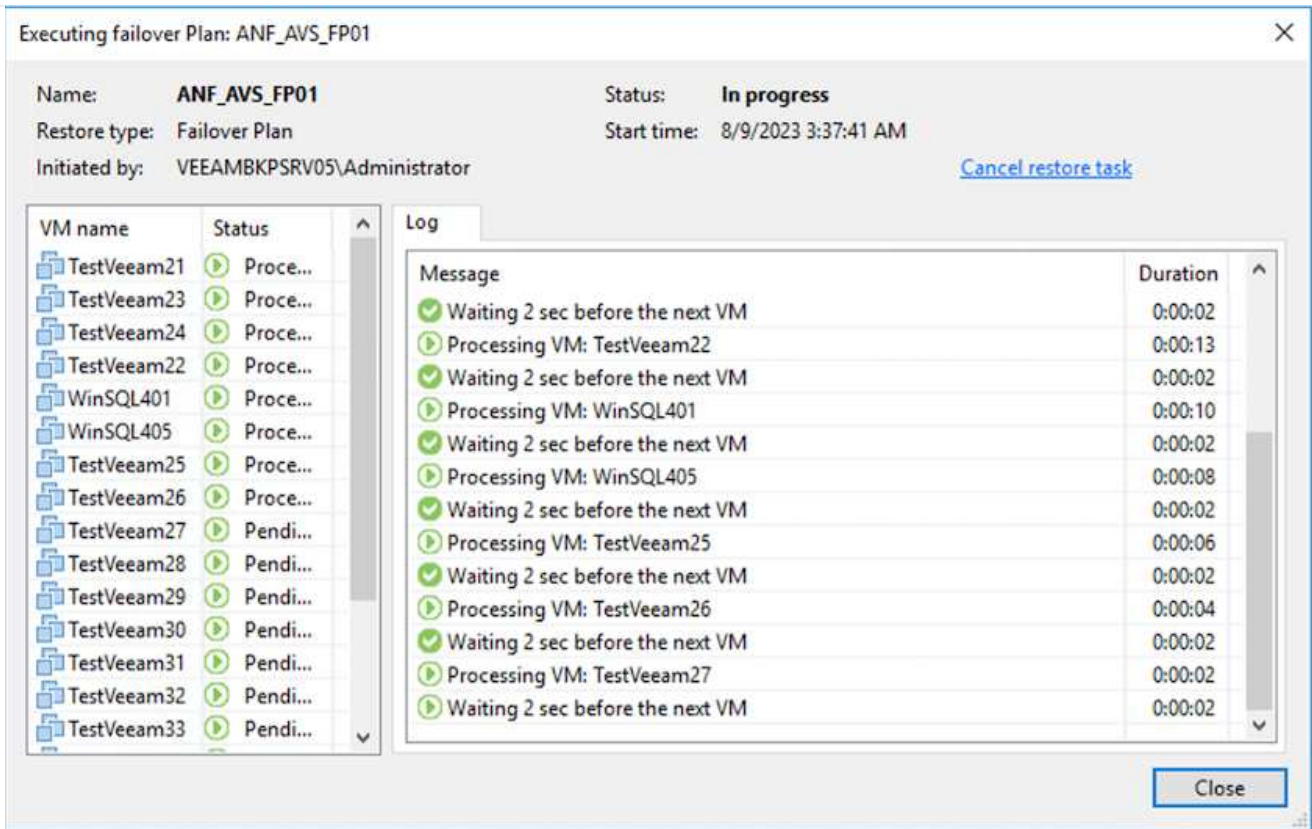 Executing failover Plan: ANF_AVS_FP01
Name: ANF_AVS_FP01 Status: In progress
Restore type: Failover Plan Start time: 8/9/2023 3:37:41 AM
Initiated by: VEEAMBKPSRV05\Administrator Cancel restore task
VM name Status
TestVeeam21 Proce...
TestVeeam23 Proce...
TestVeeam24 Proce...
TestVeeam22 Proce...
WinSQL401 Proce...
WinSQL405 Proce...
TestVeeam25 Proce...
TestVeeam26 Proce...
TestVeeam27 Pendi...
TestVeeam28 Pendi...
TestVeeam29 Pendi...
TestVeeam30 Pendi...
TestVeeam31 Pendi...
TestVeeam32 Pendi...
TestVeeam33 Pendi...
Log
Message Duration
Waiting 2 sec before the next VM 0:00:02
Processing VM: TestVeeam22 0:00:13
Waiting 2 sec before the next VM 0:00:02
Processing VM: WinSQL401 0:00:10
Waiting 2 sec before the next VM 0:00:02
Processing VM: WinSQL405 0:00:08
Waiting 2 sec before the next VM 0:00:02
Processing VM: TestVeeam25 0:00:06
Waiting 2 sec before the next VM 0:00:02
Processing VM: TestVeeam26 0:00:04
Waiting 2 sec before the next VM 0:00:02
Processing VM: TestVeeam27 0:00:02
Waiting 2 sec before the next VM 0:00:02
Close